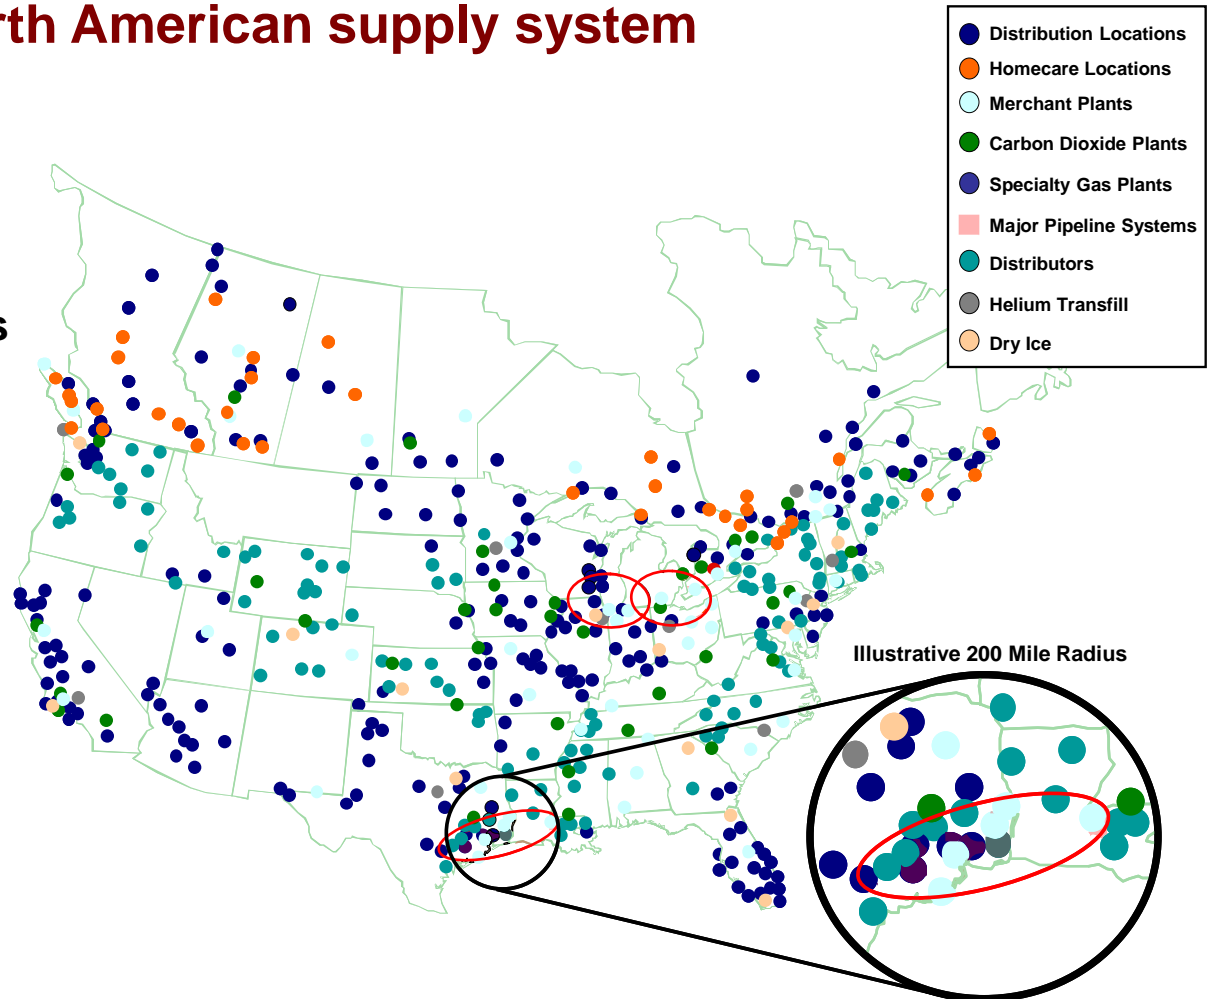 rth American supply system
Distribution Locations
Homecare Locations
Merchant Plants
Carbon Dioxide Plants
Specialty Gas Plants
Major Pipeline Systems
Distributors
Helium Transfill
Dry Ice
s
Illustrative 200 Mile Radius